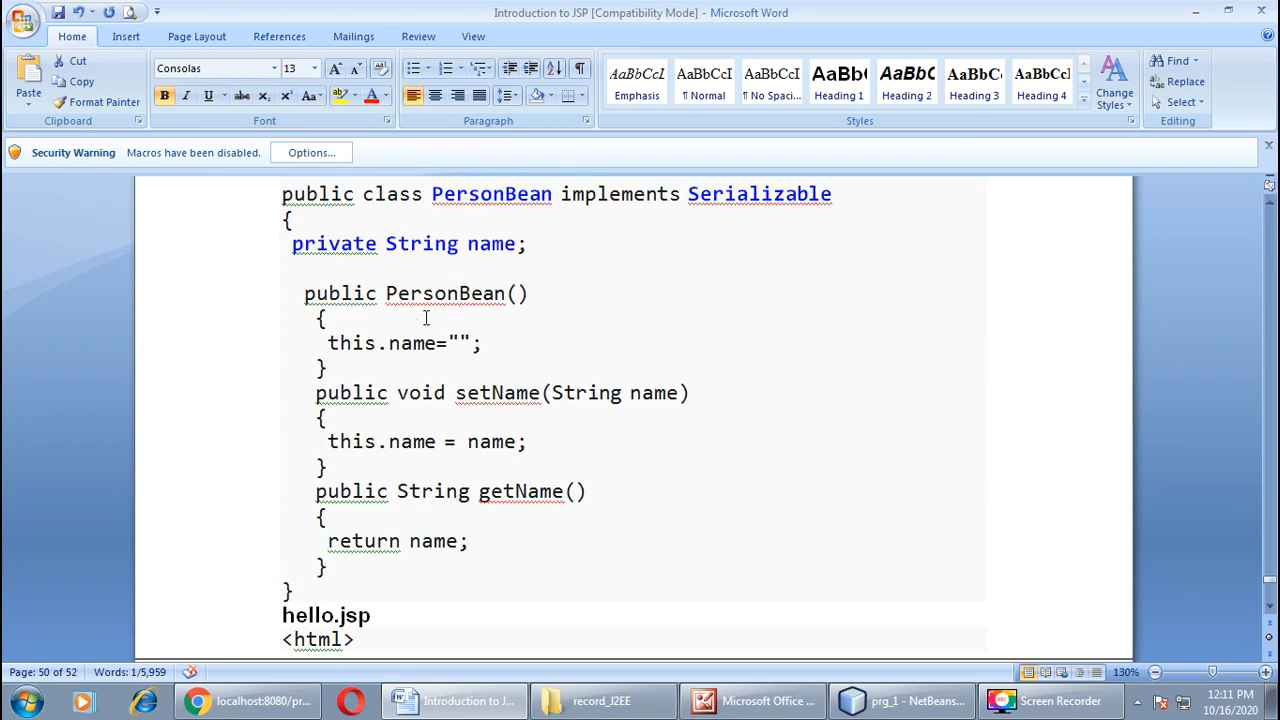 Introduction to JSP [Compatibility Mode] - Microsoft Word
Home Insert Page Layout References Mailings Review View
Paste
Cut
Copy
Format Painter
Clipboard
Consolas 13
Font
Paragraph
AaBbCcI AaBbCcI AaBbCcI AaBbC AaBbC AaBbC AaBbCcI
Emphasis ¶ Normal ¶ No Spaci... Heading 1 Heading 2 Heading 3 Heading 4
Change Styles
Styles
Find
Replace
Select
Editing
Security Warning Macros have been disabled. Options...
public class PersonBean implements Serializable
{
private String name;
public PersonBean()
{
this.name="";
}
public void setName(String name)
{
this.name = name;
}
public String getName()
{
return name;
}
}
hello.jsp
<html>
Page: 50 of 52 Words: 1/5,959 130%
localhost:8080/pr... Introduction to J... record_J2EE Microsoft Office ... prg_1 - NetBeans... Screen Recorder 12:11 PM
10/16/2020